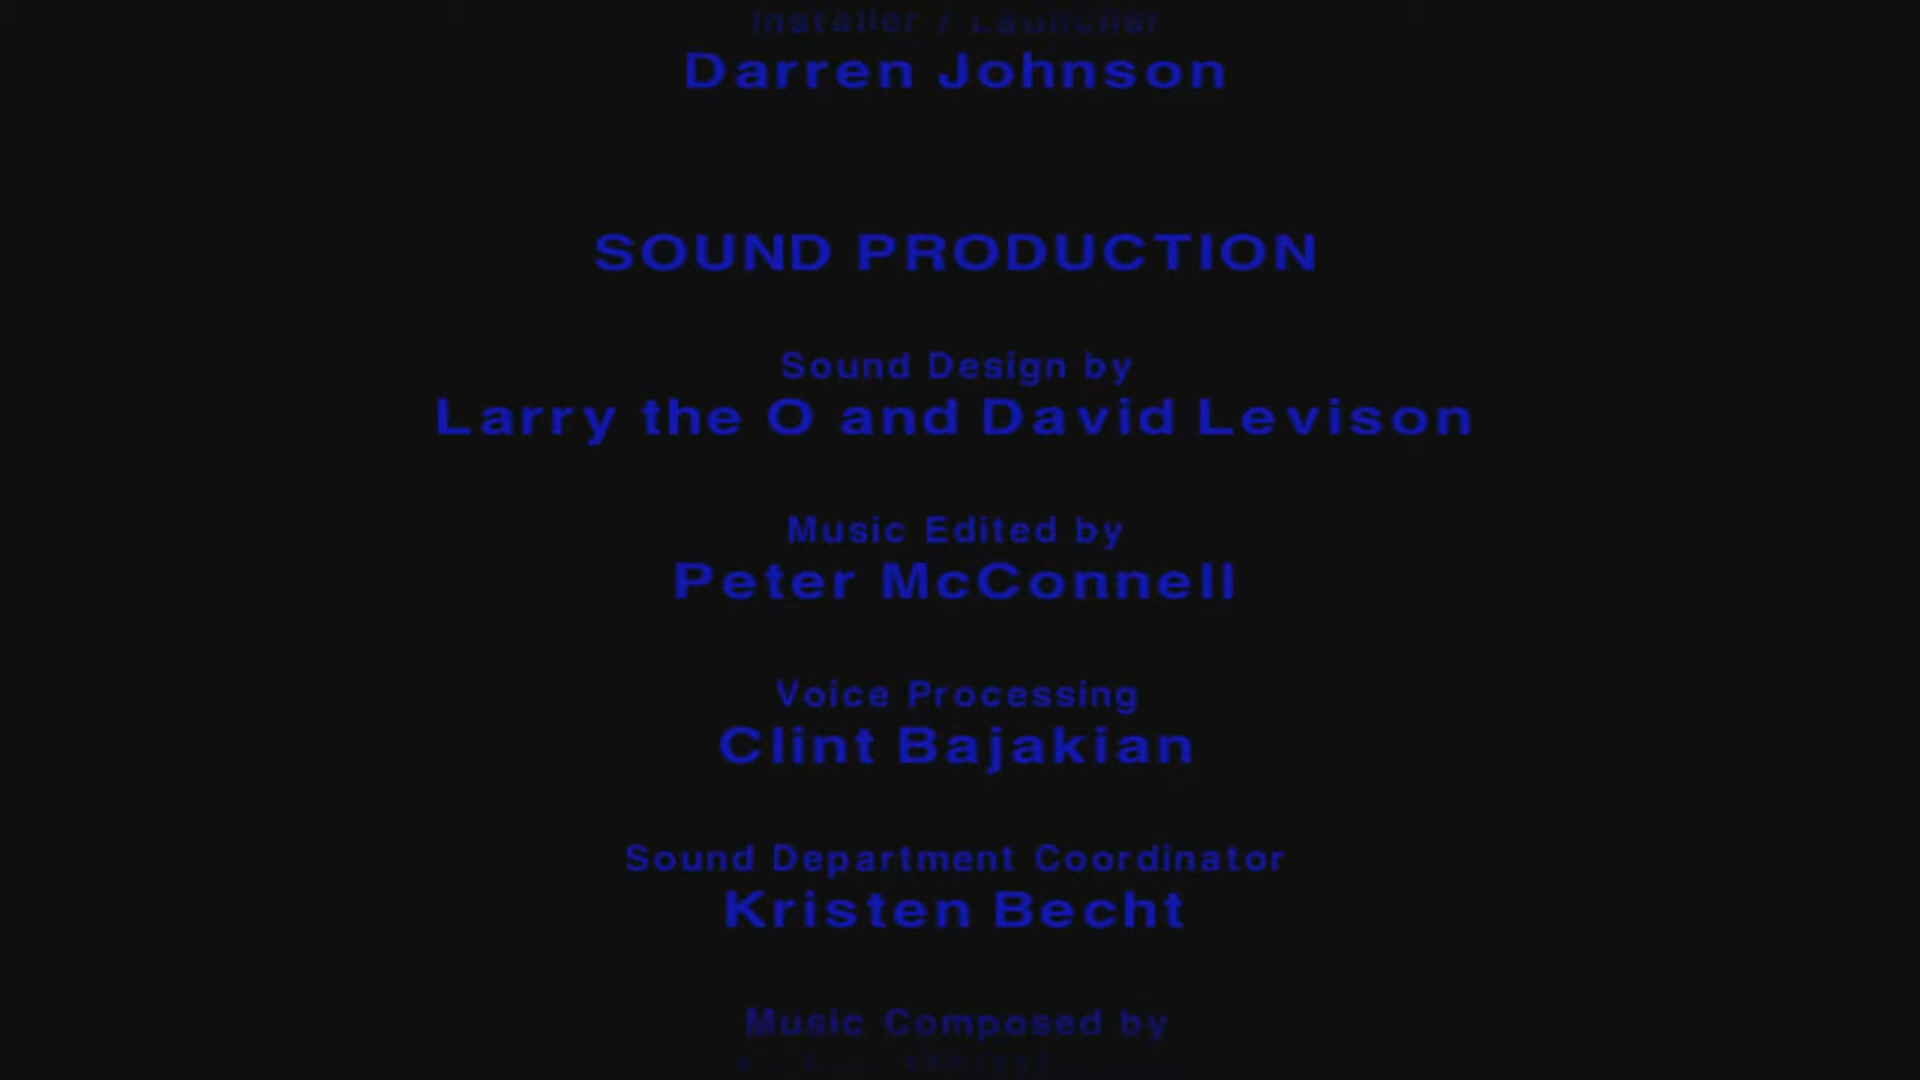 Installer / Launcher
Darren Johnson
SOUND PRODUCTION
Sound Design by
Larry the O and David Levison
Music Edited by
Peter McConnell
Voice Processing
Clint Bajakian
Sound Department Coordinator
Kristen Becht
Music Composed by